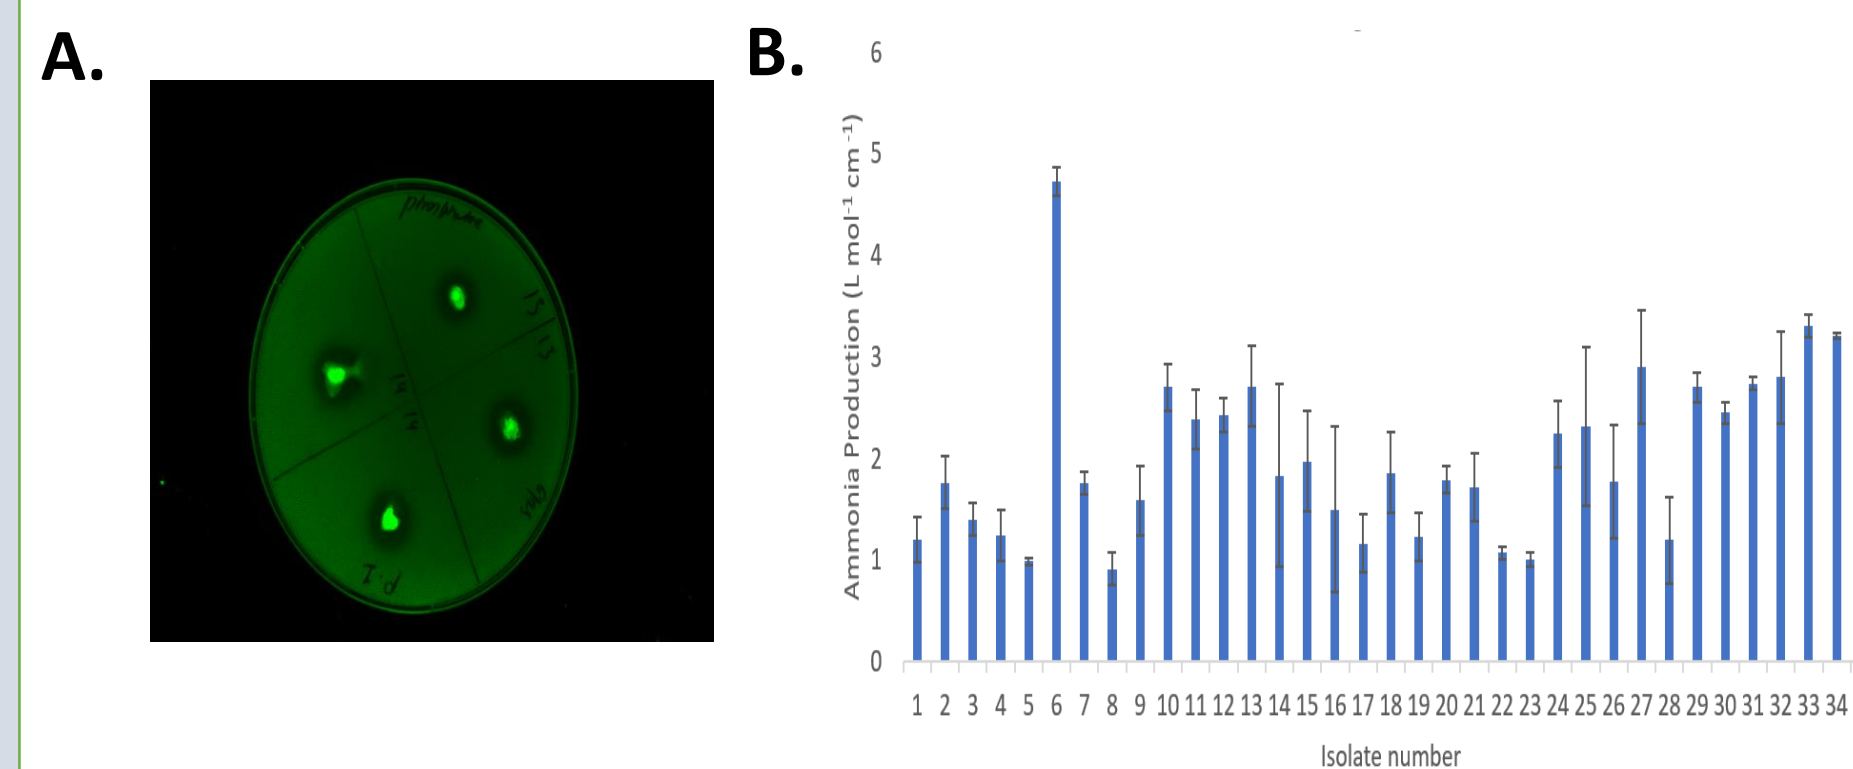 A.
B.
15
13
14
14
P.1
Ammonia Production (L mol⁻¹ cm⁻¹)
6
5
4
3
2
1
0
1 2 3 4 5 6 7 8 9 10 11 12 13 14 15 16 17 18 19 20 21 22 23 24 25 26 27 28 29 30 31 32 33 34
Isolate number